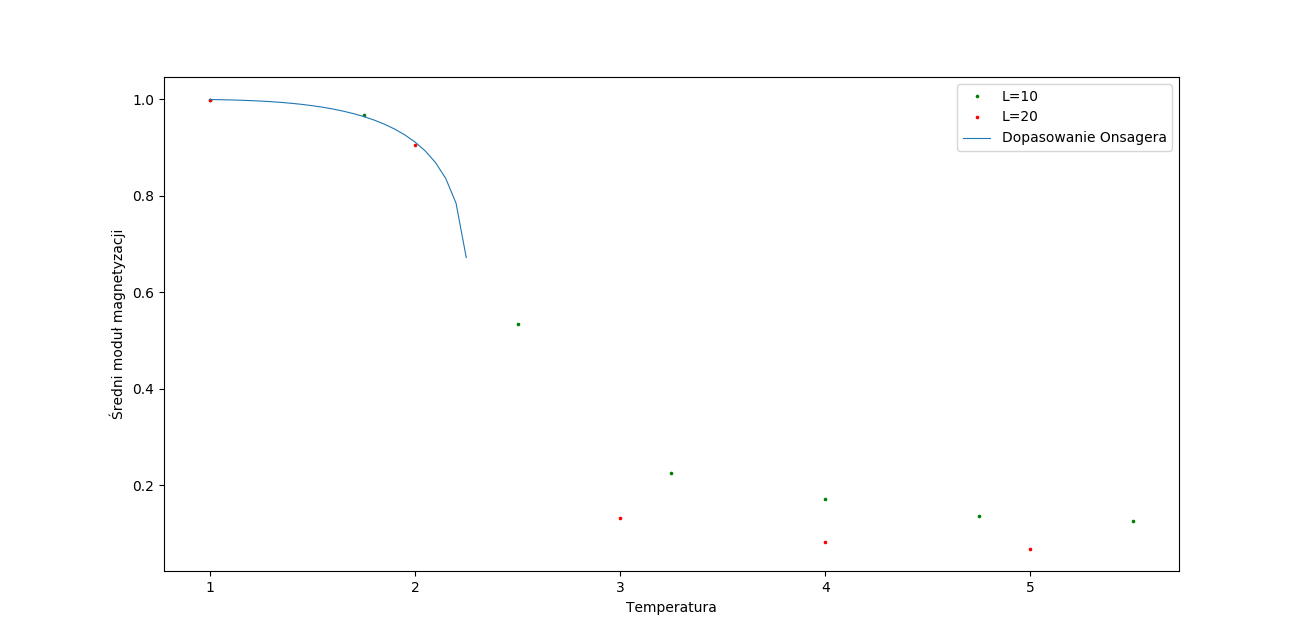 L=10
L=20
Dopasowanie Onsagera
1.0
0.8
0.6
0.4
0.2
Średni moduł magnetyzacji
1 2 3 4 5
Temperatura